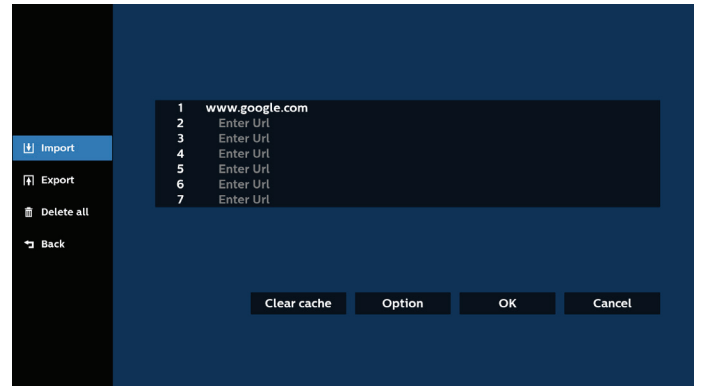 1 www.google.com
2 Enter Url
3 Enter Url
4 Enter Url
5 Enter Url
6 Enter Url
7 Enter Url
Import
Export
Delete all
Back
Clear cache Option OK Cancel